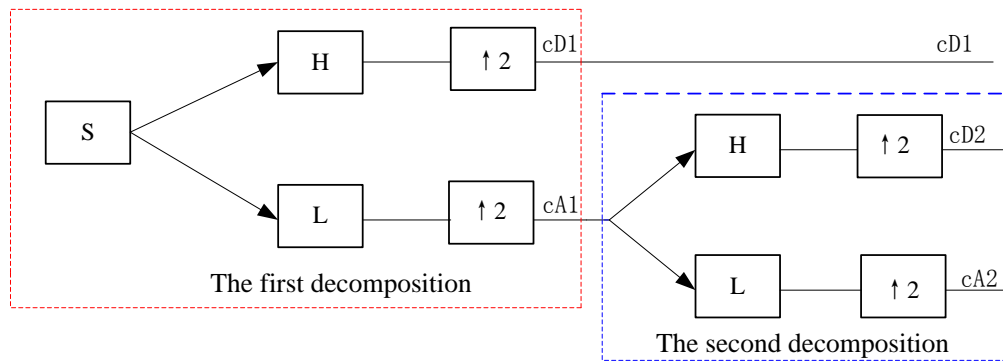 H
↑ 2
cD1
cD1
S
L
↑ 2
cA1
The first decomposition
H
↑ 2
cD2
L
↑ 2
cA2
The second decomposition